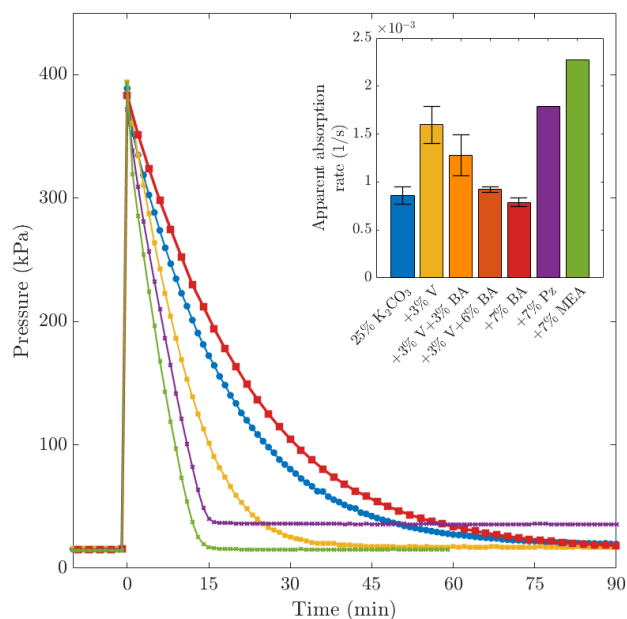 400
300
200
100
0
Pressure (kPa)
0
15
30
45
60
75
90
Time (min)
×10⁻³
2.5
2
1.5
1
0.5
0
Apparent absorption
rate (1/s)
25% K₂CO₃
+3% V
+3% V+3% BA
+3% V+6% BA
+7% BA
+7% Pz
+7% MEA